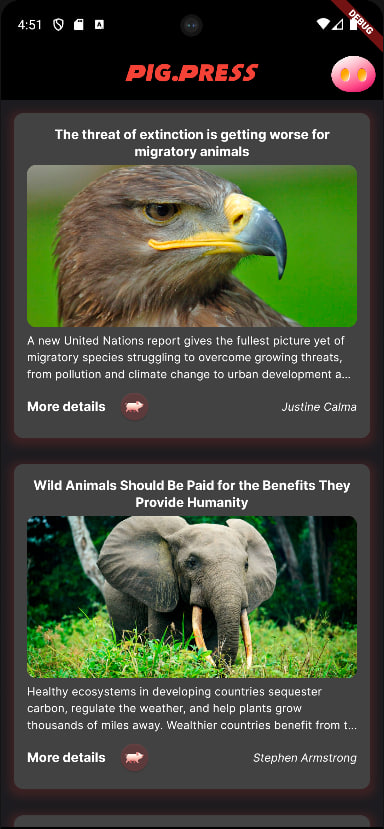 4:51
A
DEBUG
PIG.PRESS
The threat of extinction is getting worse for
migratory animals
A new United Nations report gives the fullest picture yet of
migratory species struggling to overcome growing threats,
from pollution and climate change to urban development a...
More details
Justine Calma
Wild Animals Should Be Paid for the Benefits They
Provide Humanity
Healthy ecosystems in developing countries sequester
carbon, regulate the weather, and help plants grow
thousands of miles away. Wealthier countries benefit from t...
More details
Stephen Armstrong